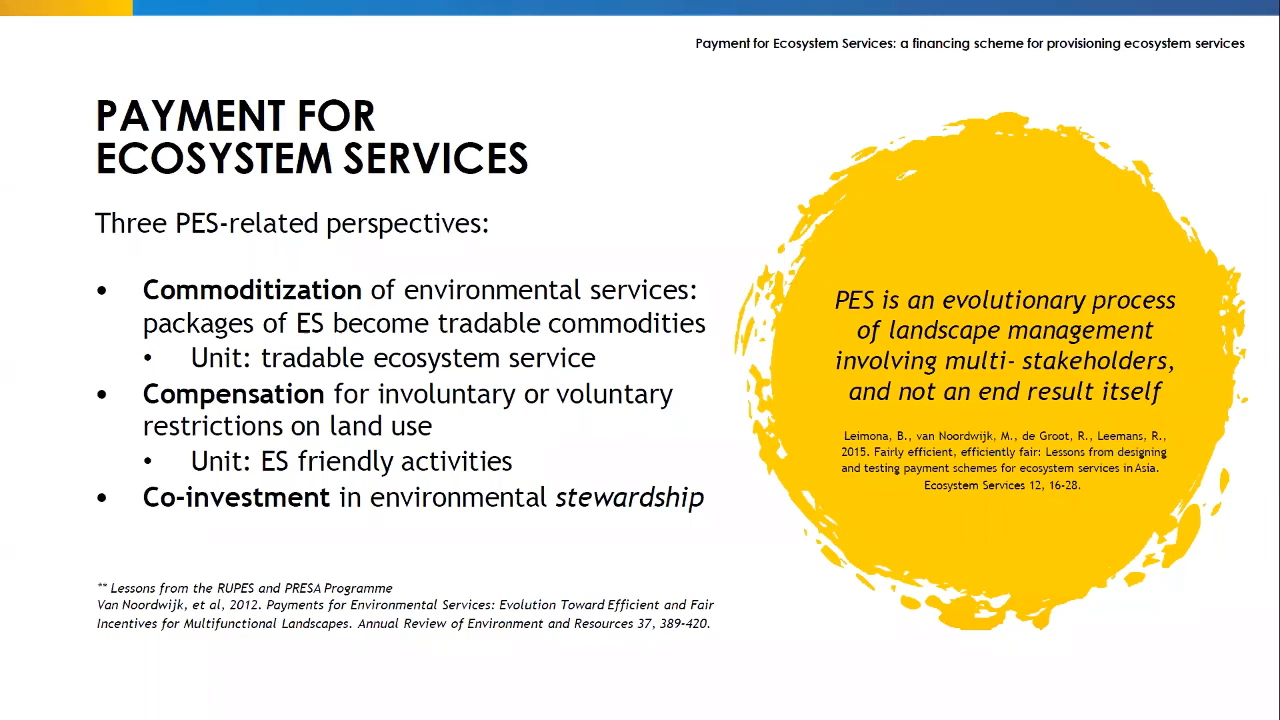 Payment for Ecosystem Services: a financing scheme for provisioning ecosystem services
PAYMENT FOR
ECOSYSTEM SERVICES
Three PES-related perspectives:
• Commoditization of environmental services:
packages of ES become tradable commodities
• Unit: tradable ecosystem service
• Compensation for involuntary or voluntary
restrictions on land use
• Unit: ES friendly activities
• Co-investment in environmental stewardship
** Lessons from the RUPES and PRESA Programme
Van Noordwijk, et al, 2012. Payments for Environmental Services: Evolution Toward Efficient and Fair
Incentives for Multifunctional Landscapes. Annual Review of Environment and Resources 37, 389-420.
PES is an evolutionary process
of landscape management
involving multi- stakeholders,
and not an end result itself
Leimona, B., van Noordwijk, M., de Groot, R., Leemans, R.,
2015. Fairly efficient, efficiently fair: Lessons from designing
and testing payment schemes for ecosystem services in Asia.
Ecosystem Services 12, 16-28.